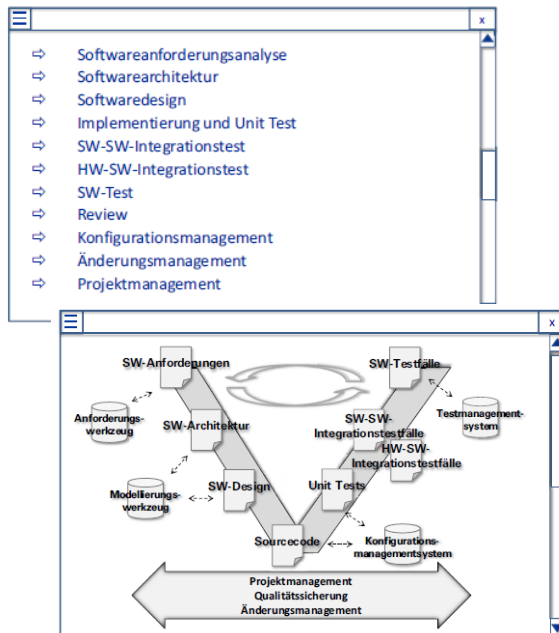 x
Softwareanforderungsanalyse
Softwarearchitektur
Softwaredesign
Implementierung und Unit Test
SW-SW-Integrationstest
HW-SW-Integrationstest
SW-Test
Review
Konfigurationsmanagement
Änderungsmanagement
Projektmanagement
x
SW-Anforderungen
SW-Testfälle
Anforderungs-
werkzeug
SW-Architektur
SW-SW-
Integrationstestfälle
Testmanagement-
system
HW-SW-
Integrationstestfälle
Modellierungs-
werkzeug
SW-Design
Unit Tests
Sourcecode
Konfigurations-
managementsystem
Projektmanagement
Qualitätssicherung
Änderungsmanagement